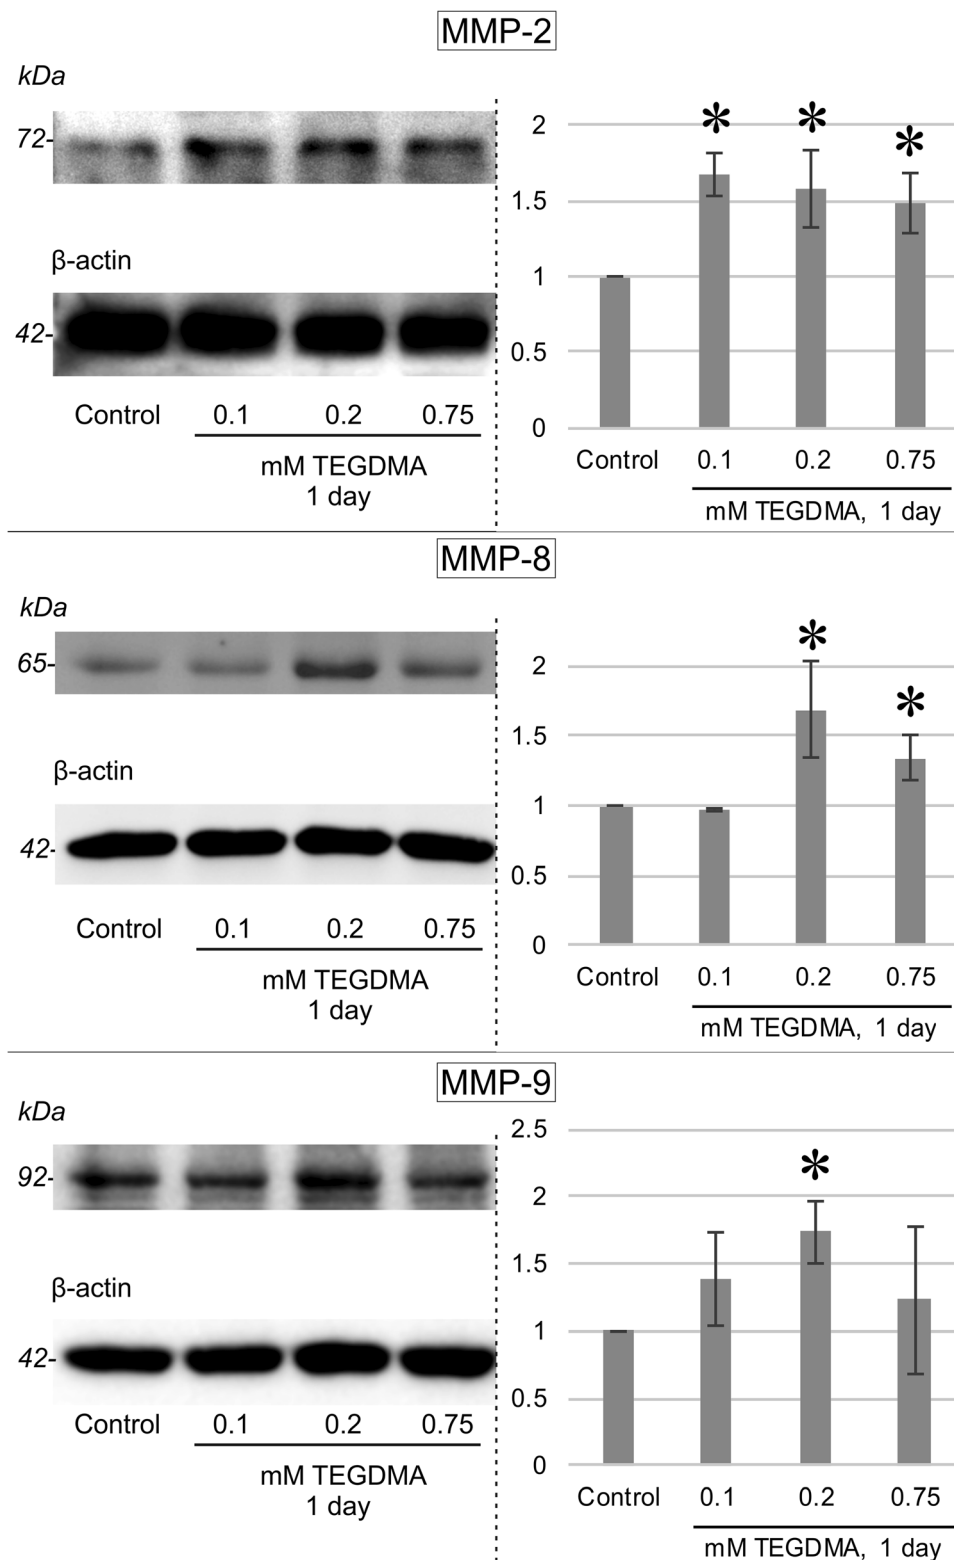 MMP-2
kDa
72-
β-actin
42-
Control 0.1 0.2 0.75
mM TEGDMA
1 day
2
1.5
1
0.5
0
* * *
Control 0.1 0.2 0.75
mM TEGDMA, 1 day
MMP-8
kDa
65-
β-actin
42-
Control 0.1 0.2 0.75
mM TEGDMA
1 day
2
1.5
1
0.5
0
* *
Control 0.1 0.2 0.75
mM TEGDMA, 1 day
MMP-9
kDa
92-
β-actin
42-
Control 0.1 0.2 0.75
mM TEGDMA
1 day
2.5
2
1.5
1
0.5
0
*
Control 0.1 0.2 0.75
mM TEGDMA, 1 day